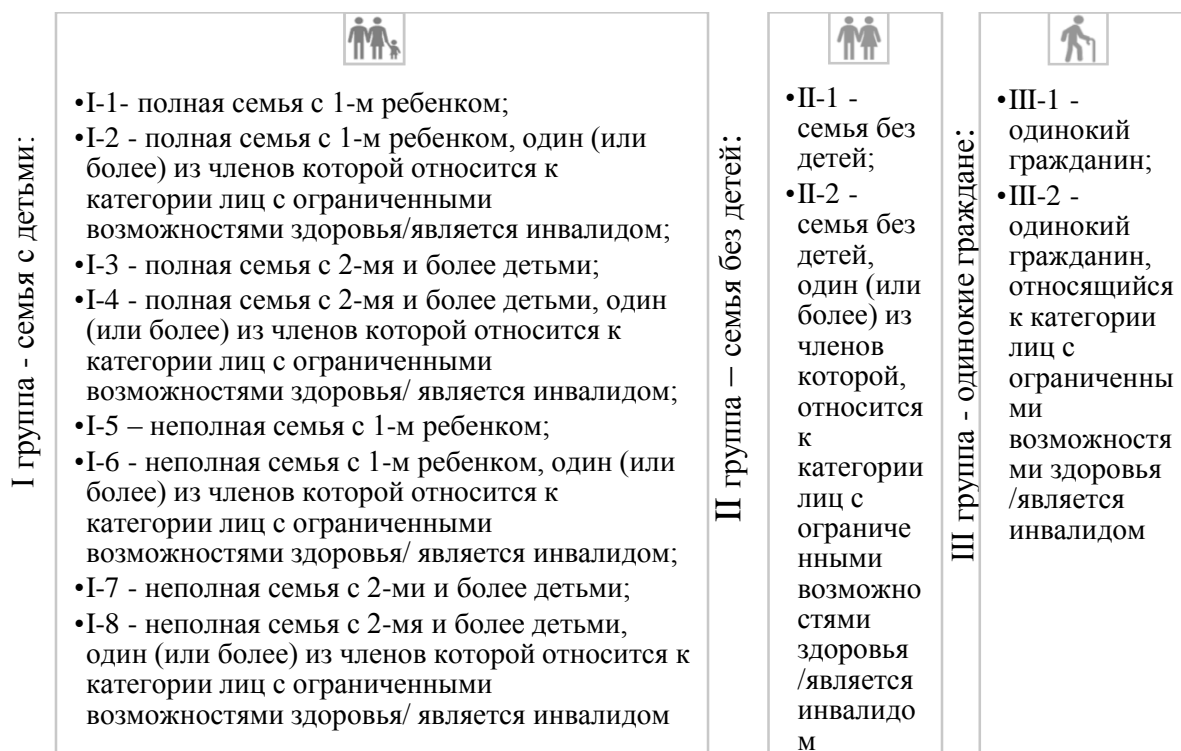 I группа - семья с детьми:
•I-1- полная семья с 1-м ребенком;
•I-2 - полная семья с 1-м ребенком, один (или
более) из членов которой относится к
категории лиц с ограниченными
возможностями здоровья/является инвалидом;
•I-3 - полная семья с 2-мя и более детьми;
•I-4 - полная семья с 2-мя и более детьми, один
(или более) из членов которой относится к
категории лиц с ограниченными
возможностями здоровья/ является инвалидом;
•I-5 – неполная семья с 1-м ребенком;
•I-6 - неполная семья с 1-м ребенком, один (или
более) из членов которой относится к
категории лиц с ограниченными
возможностями здоровья/ является инвалидом;
•I-7 - неполная семья с 2-ми и более детьми;
•I-8 - неполная семья с 2-мя и более детьми,
один (или более) из членов которой относится к
категории лиц с ограниченными
возможностями здоровья/ является инвалидом
II группа – семья без детей:
•II-1 -
семья без
детей;
•II-2 -
семья без
детей,
один (или
более) из
членов
которой,
относится
к
категории
лиц с
ограниче
нными
возможно
стями
здоровья
/является
инвалидо
м
III группа - одинокие граждане:
•III-1 -
одинокий
гражданин;
•III-2 -
одинокий
гражданин,
относящийся
к категории
лиц с
ограниченны
ми
возможностя
ми здоровья
/является
инвалидом